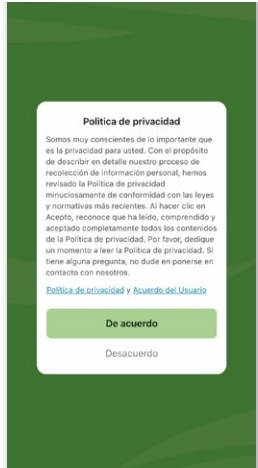 Politica de privacidad
Somos muy conscientes de lo importante que
es la privacidad para usted. Con el propósito
de describir en detalle nuestro proceso de
recolección de información personal, hemos
revisado la Política de privacidad
minuciosamente de conformidad con las leyes
y normativas más recientes. Al hacer clic en
Acepto, reconoce que ha leído, comprendido y
aceptado completamente todos los contenidos
de la Política de privacidad. Por favor, dedique
un momento a leer la Política de privacidad. Si
tiene alguna pregunta, no dude en ponerse en
contacto con nosotros.
Política de privacidad y Acuerdo del Usuario
De acuerdo
Desacuerdo